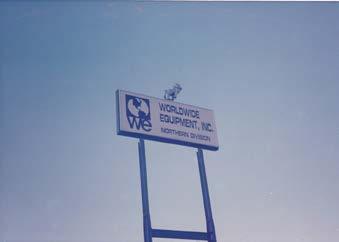 we
WORLDWIDE
EQUIPMENT, INC.
NORTHERN DIVISION